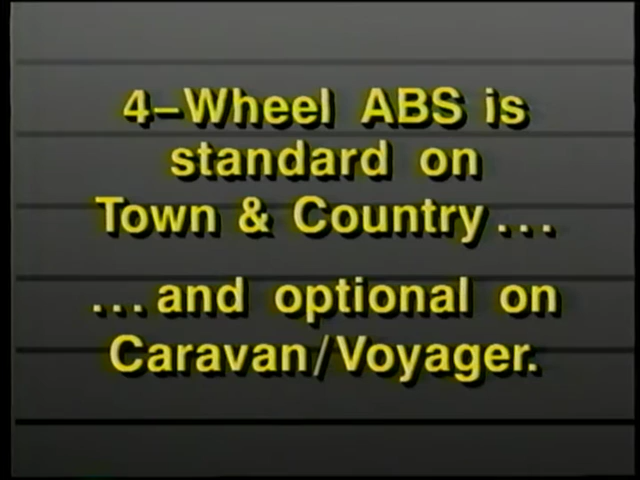 4-Wheel ABS is
standard on
Town & Country...
...and optional on
Caravan/Voyager.